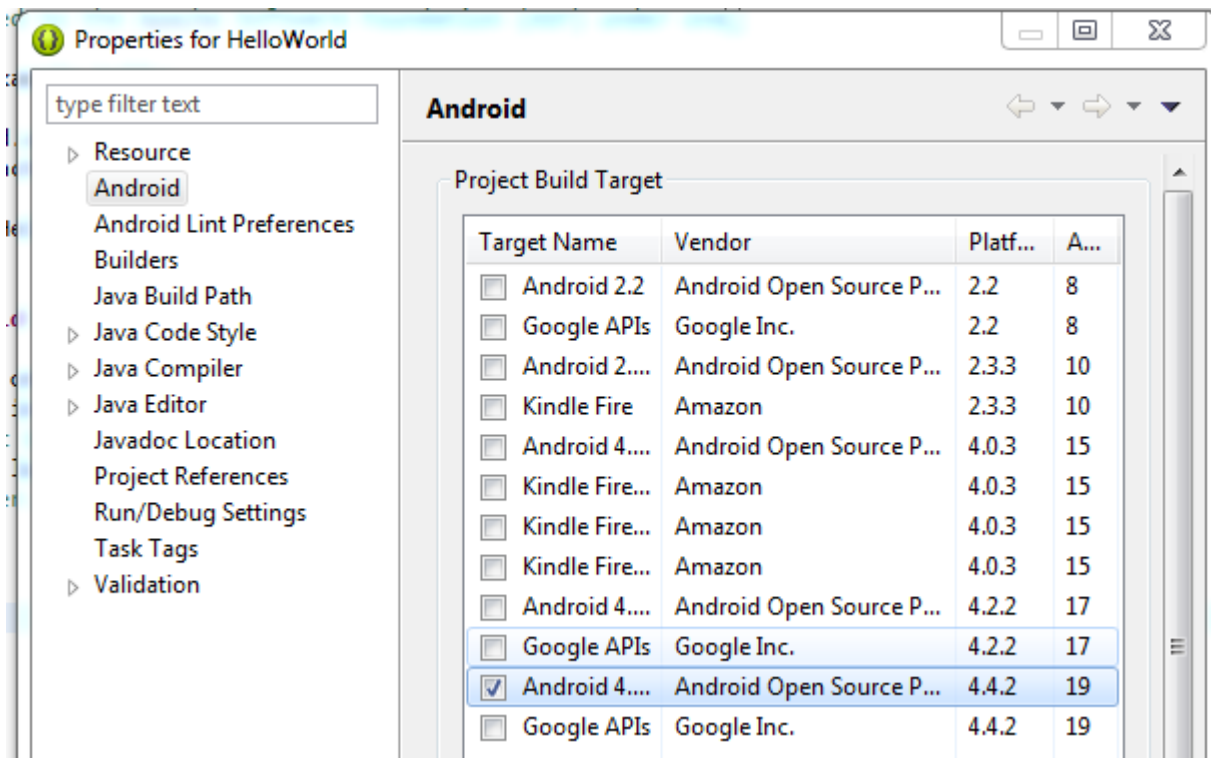 Properties for HelloWorld
type filter text
Resource
Android
Android Lint Preferences
Builders
Java Build Path
Java Code Style
Java Compiler
Java Editor
Javadoc Location
Project References
Run/Debug Settings
Task Tags
Validation
Android
Project Build Target
Target Name Vendor Platf... A...
Android 2.2 Android Open Source P... 2.2 8
Google APIs Google Inc. 2.2 8
Android 2.... Android Open Source P... 2.3.3 10
Kindle Fire Amazon 2.3.3 10
Android 4.... Android Open Source P... 4.0.3 15
Kindle Fire... Amazon 4.0.3 15
Kindle Fire... Amazon 4.0.3 15
Kindle Fire... Amazon 4.0.3 15
Android 4.... Android Open Source P... 4.2.2 17
Google APIs Google Inc. 4.2.2 17
Android 4.... Android Open Source P... 4.4.2 19
Google APIs Google Inc. 4.4.2 19